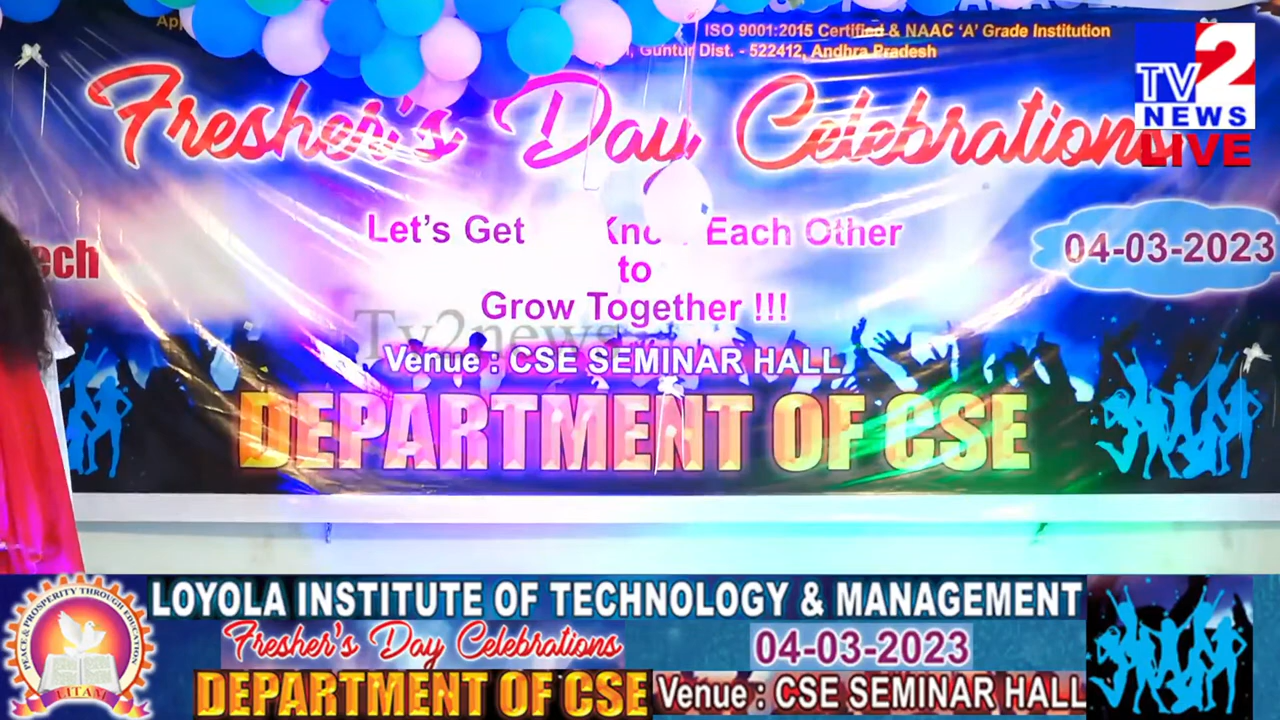 ISO 9001:2015 Certified & NAAC 'A' Grade Institution
Guntur Dist. - 522412, Andhra Pradesh
TV2
NEWS
LIVE
Fresher's Day Celebrations
Let's Get Each Other
04-03-2023
to
Grow Together !!!
Tv2news
Venue : CSE SEMINAR HALL
DEPARTMENT OF CSE
PEACE & PROSPERITY THROUGH EDUCATION
LITAM
LOYOLA INSTITUTE OF TECHNOLOGY & MANAGEMENT
Fresher's Day Celebrations
04-03-2023
DEPARTMENT OF CSE
Venue : CSE SEMINAR HALL